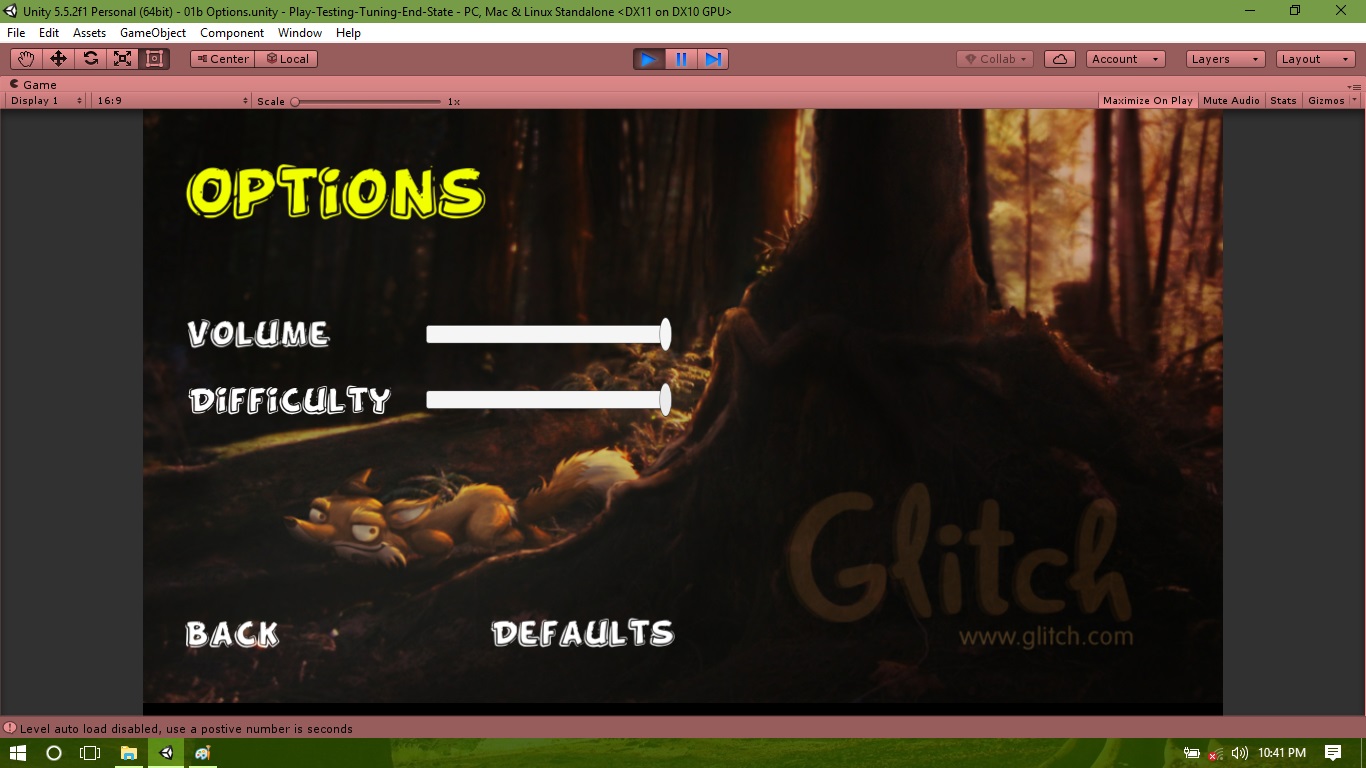 Unity 5.5.2f1 Personal (64bit) - 01b Options.unity - Play-Testing-Tuning-End-State - PC, Mac & Linux Standalone <DX11 on DX10 GPU>
File Edit Assets GameObject Component Window Help
Center Local Collab Account Layers Layout
Game
Display 1 16:9 Scale 1x Maximize On Play Mute Audio Stats Gizmos
OPTiONS
VOLUME
DiFFiCULTY
Glitch
www.glitch.com
BACK DEFAULTS
Level auto load disabled, use a postive number is seconds
10:41 PM